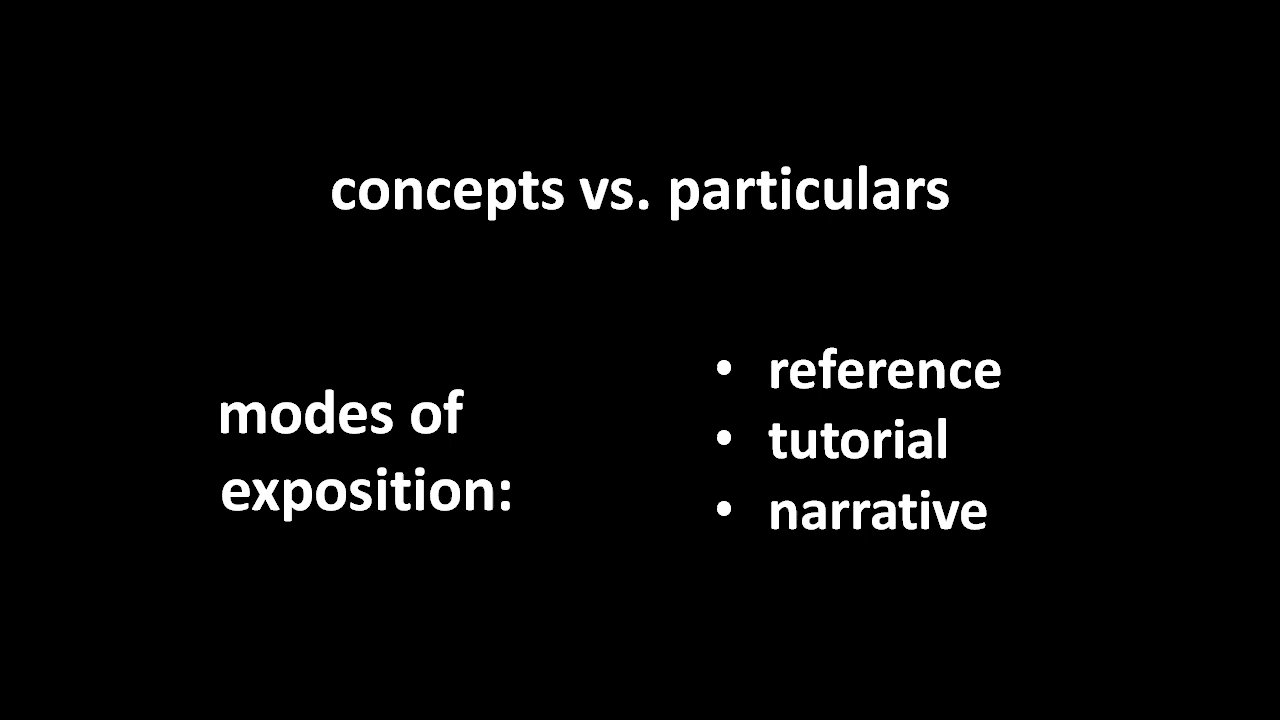 concepts vs. particulars
modes of
exposition:
• reference
• tutorial
• narrative